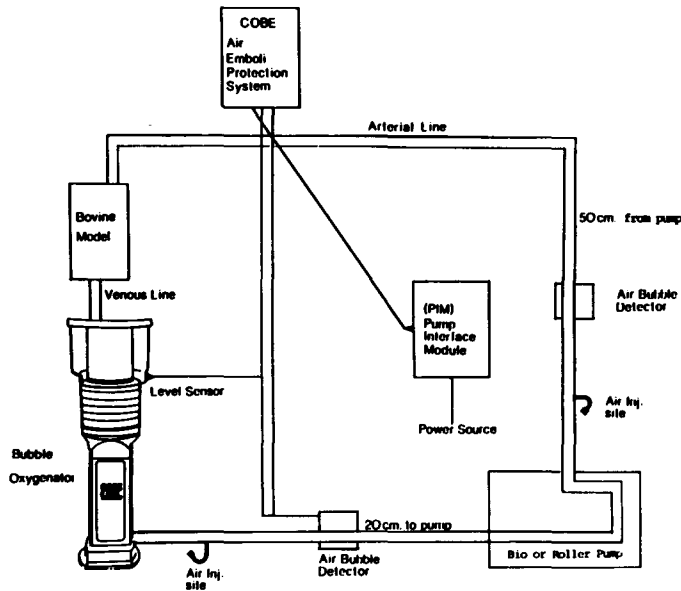 COBE
Air
Emboli
Protection
System
Arterial Line
Bovine
Model
50cm. from pump
Venous Line
(PIM)
Pump
Interface
Module
Air Bubble
Detector
Level Sensor
Air Inj.
site
Power Source
Bubble
Oxygenator
20cm. to pump
Bio or Roller Pump
Air Inj.
site
Air Bubble
Detector